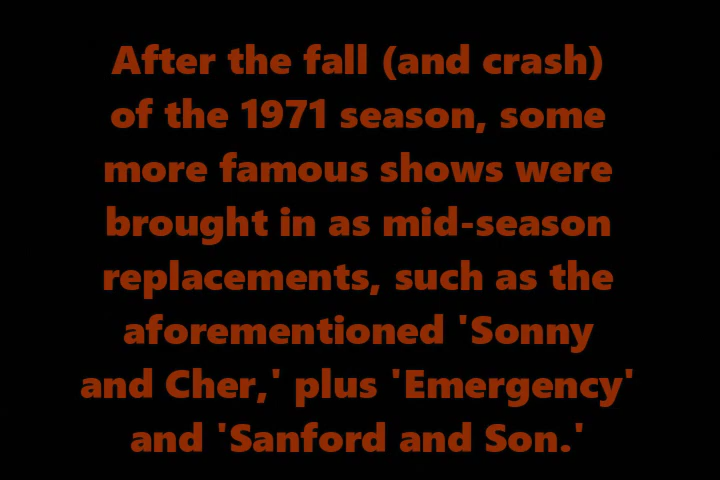 After the fall (and crash)
of the 1971 season, some
more famous shows were
brought in as mid-season
replacements, such as the
aforementioned 'Sonny
and Cher,' plus 'Emergency'
and 'Sanford and Son.'